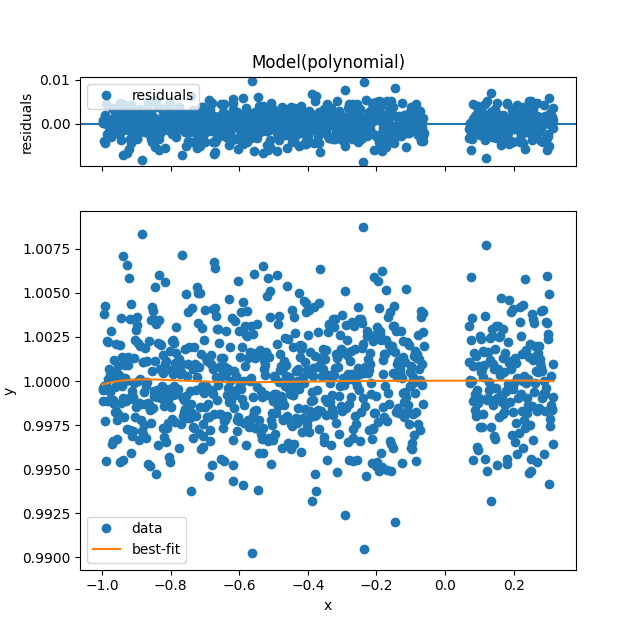 Model(polynomial)
0.01
0.00
residuals
residuals
1.0075
1.0050
1.0025
1.0000
0.9975
0.9950
0.9925
0.9900
y
data
best-fit
−1.0 −0.8 −0.6 −0.4 −0.2 0.0 0.2
x